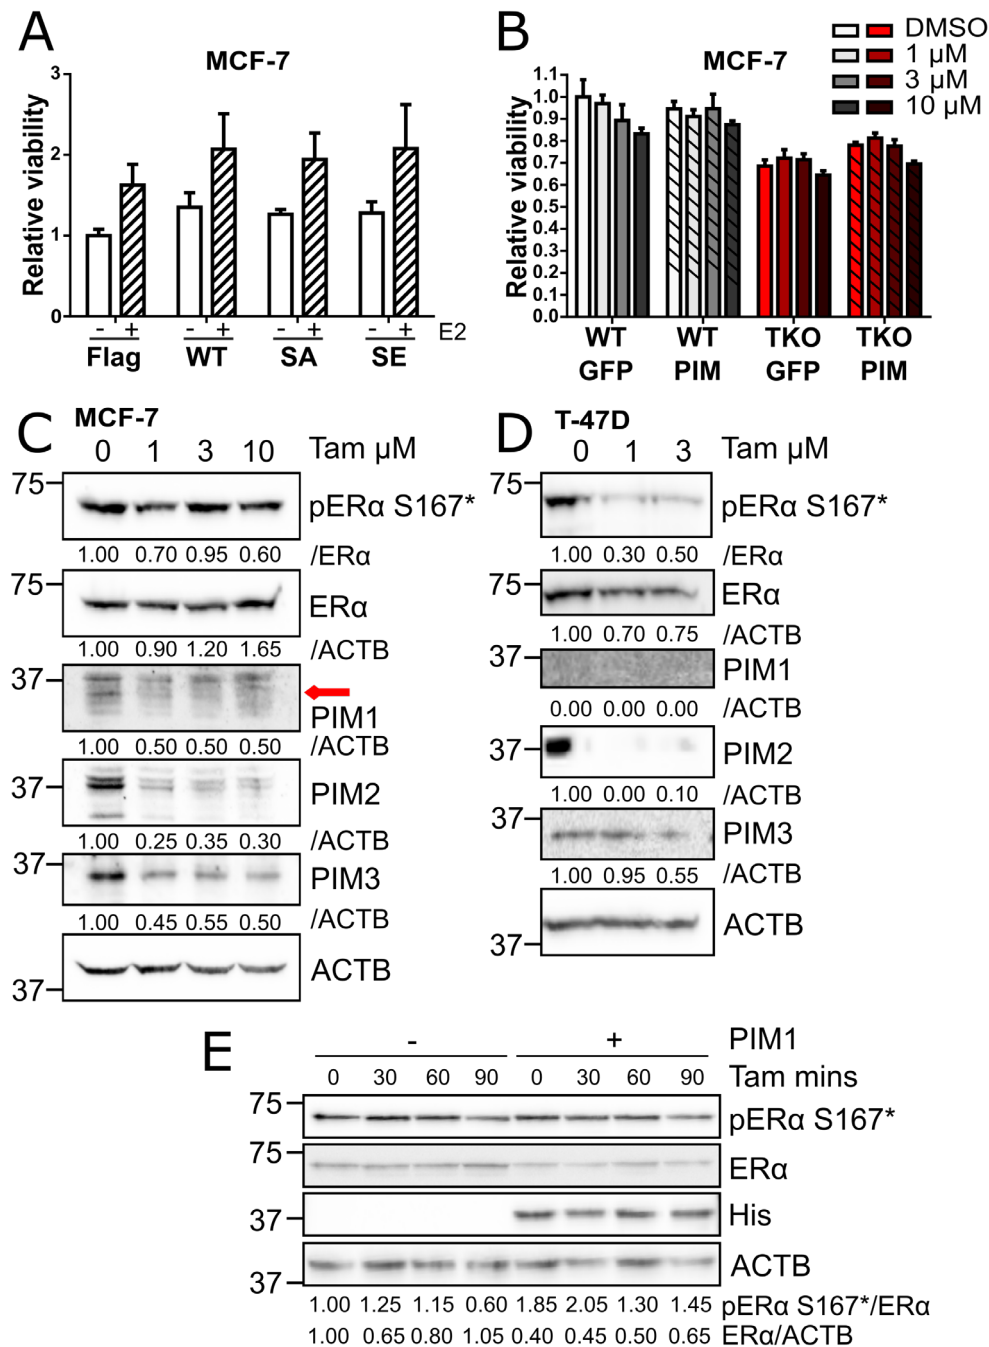 A
MCF-7
Relative viability
3
2
1
0
- + - + - + - + E2
Flag WT SA SE
B
MCF-7
DMSO
1 µM
3 µM
10 µM
Relative viability
1.1
1.0
0.9
0.8
0.7
0.6
0.5
0.4
0.3
0.2
0.1
0.0
WT WT TKO TKO
GFP PIM GFP PIM
C
MCF-7
0 1 3 10 Tam µM
75
pERα S167*
1.00 0.70 0.95 0.60 /ERα
75
ERα
1.00 0.90 1.20 1.65 /ACTB
37
PIM1
1.00 0.50 0.50 0.50 /ACTB
37
PIM2
1.00 0.25 0.35 0.30 /ACTB
37
PIM3
1.00 0.45 0.55 0.50 /ACTB
ACTB
37
D
T-47D
0 1 3 Tam µM
75
pERα S167*
1.00 0.30 0.50 /ERα
75
ERα
1.00 0.70 0.75 /ACTB
37
PIM1
0.00 0.00 0.00 /ACTB
37
PIM2
1.00 0.00 0.10 /ACTB
37
PIM3
1.00 0.95 0.55 /ACTB
ACTB
37
E
- + PIM1
0 30 60 90 0 30 60 90 Tam mins
75
pERα S167*
75
ERα
37
His
ACTB
37
1.00 1.25 1.15 0.60 1.85 2.05 1.30 1.45 pERα S167*/ERα
1.00 0.65 0.80 1.05 0.40 0.45 0.50 0.65 ERα/ACTB